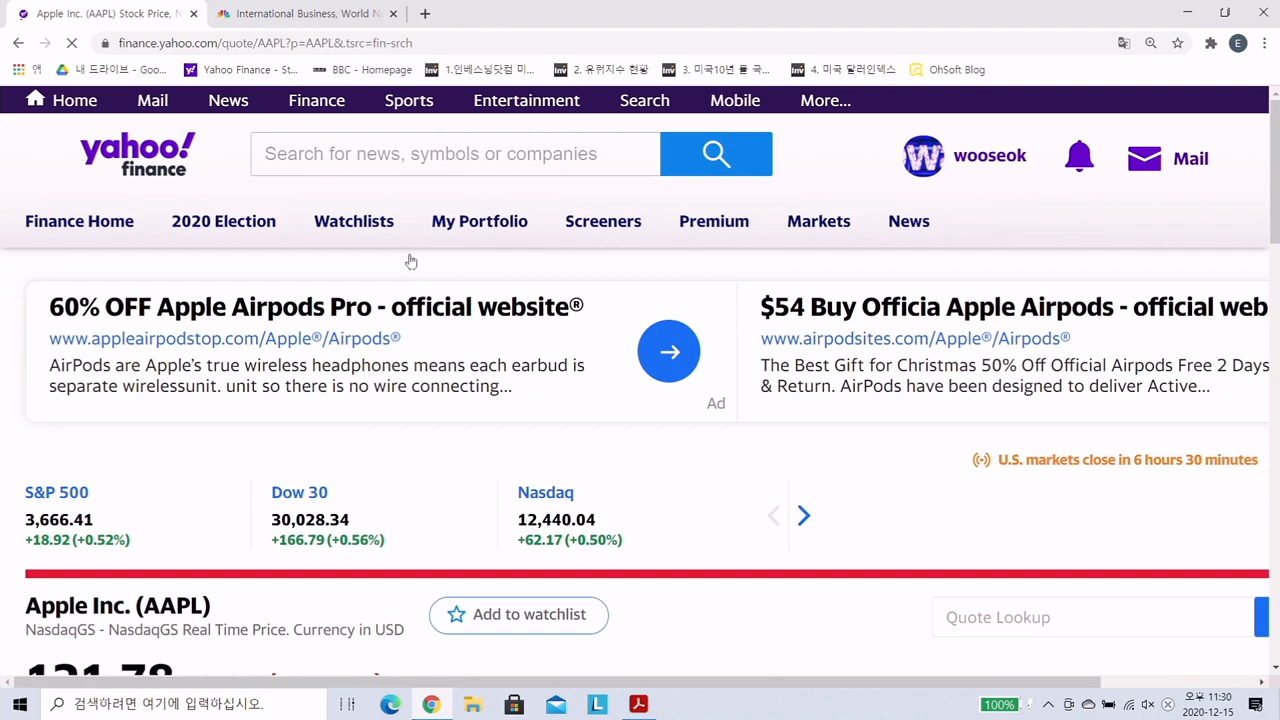 Apple Inc. (AAPL) Stock Price, N
International Business, World Ne
finance.yahoo.com/quote/AAPL?p=AAPL&.tsrc=fin-srch
E
앱
내 드라이브 - Goo...
Yahoo Finance - St...
BBC - Homepage
1.인베스닝닷컴 미...
2. 유럽지수 현황
3. 미국10년 물 국...
4. 미국 달러인덱스
OhSoft Blog
Home Mail News Finance Sports Entertainment Search Mobile More...
yahoo!
finance
Search for news, symbols or companies
W
wooseok
Mail
Finance Home 2020 Election Watchlists My Portfolio Screeners Premium Markets News
60% OFF Apple Airpods Pro - official website®
www.appleairpodstop.com/Apple®/Airpods®
AirPods are Apple's true wireless headphones means each earbud is
separate wirelessunit. unit so there is no wire connecting...
Ad
$54 Buy Officia Apple Airpods - official web
www.airpodsites.com/Apple®/Airpods®
The Best Gift for Christmas 50% Off Official Airpods Free 2 Days
& Return. AirPods have been designed to deliver Active...
U.S. markets close in 6 hours 30 minutes
S&P 500
3,666.41
+18.92 (+0.52%)
Dow 30
30,028.34
+166.79 (+0.56%)
Nasdaq
12,440.04
+62.17 (+0.50%)
Apple Inc. (AAPL)
NasdaqGS - NasdaqGS Real Time Price. Currency in USD
Add to watchlist
Quote Lookup
121.78
검색하려면 여기에 입력하십시오.
100%
오후 11:30
2020-12-15